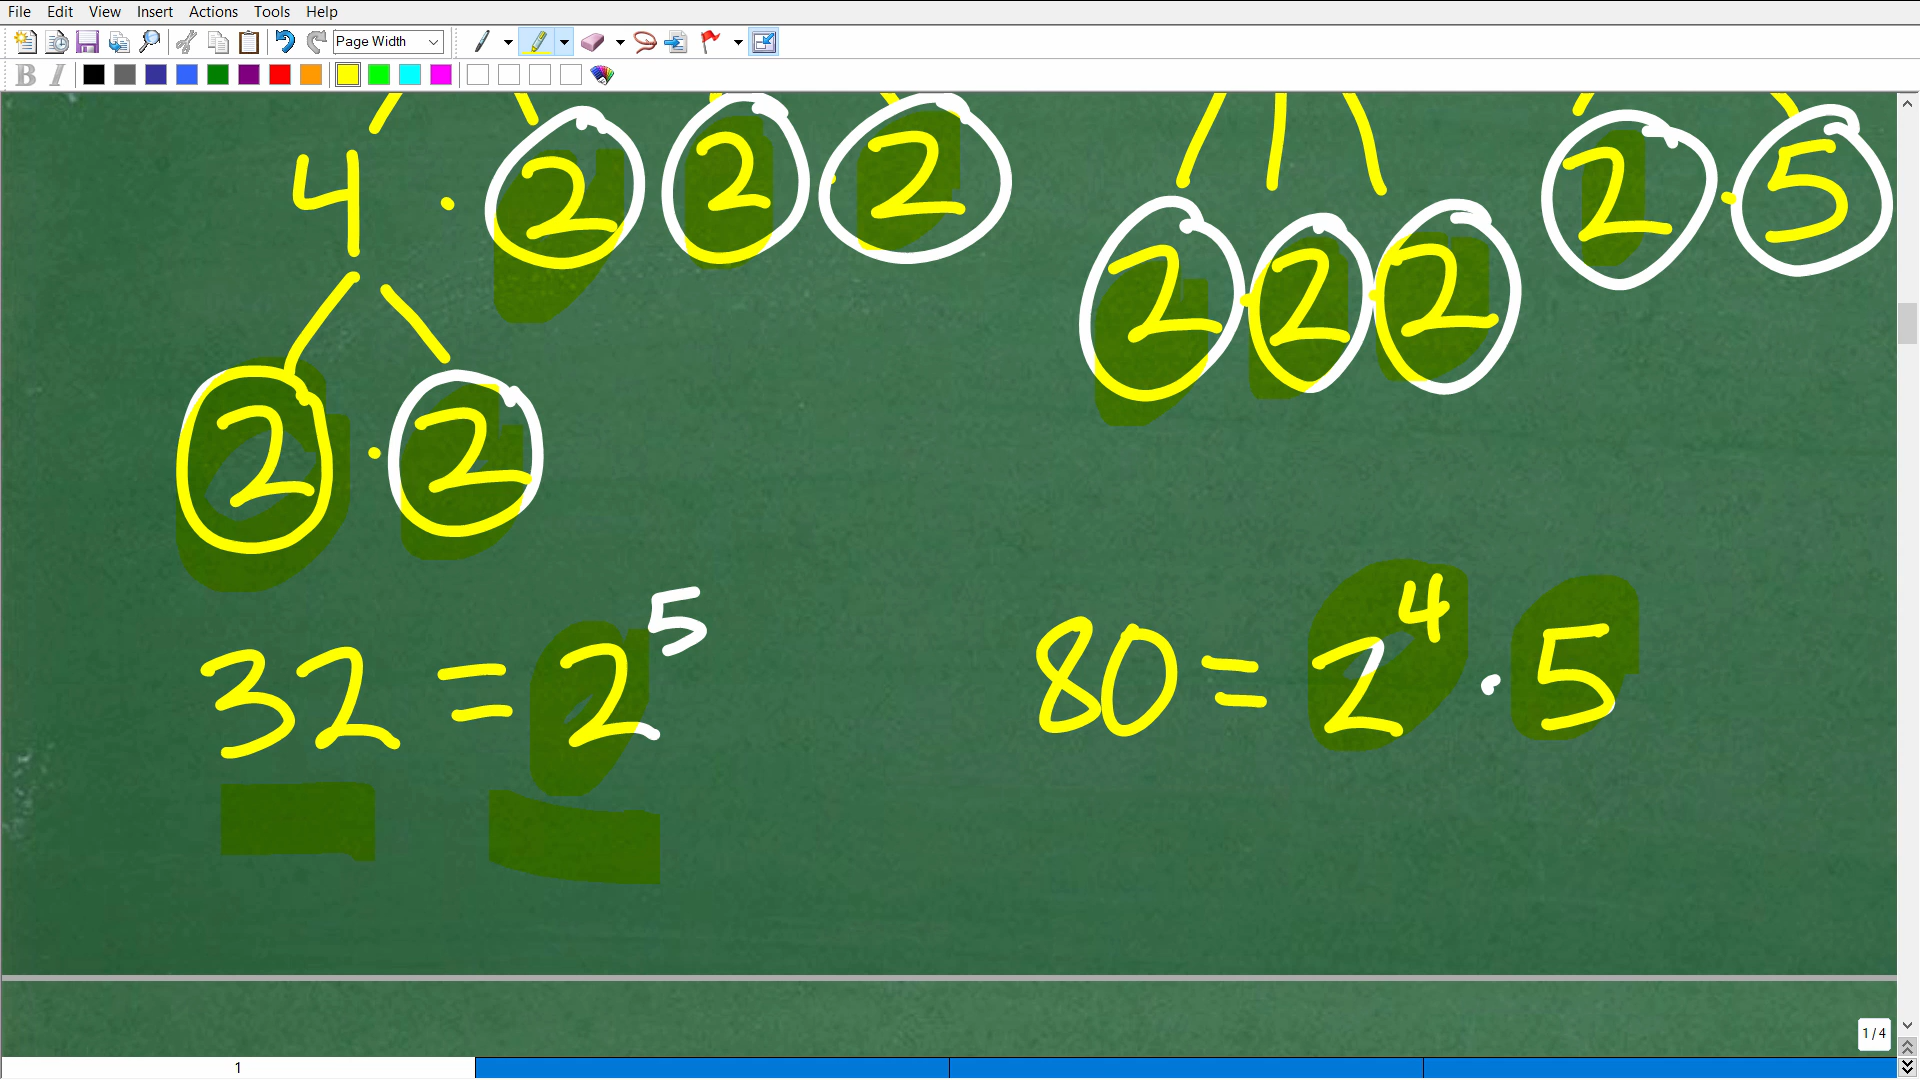 File Edit View Insert Actions Tools Help
Page Width
B I
4 · 2 2 · 2
2 · 5
2 · 2 · 2
2 · 2
32 = 2⁵
80 = 2⁴ · 5
1 / 4
1